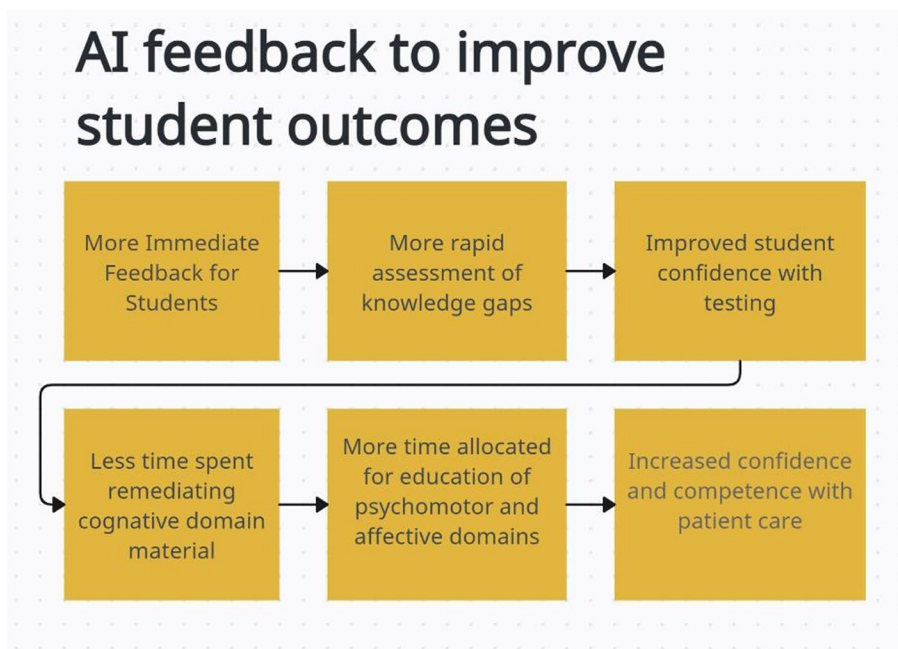 AI feedback to improve
student outcomes
More Immediate
Feedback for
Students
More rapid
assessment of
knowledge gaps
Improved student
confidence with
testing
Less time spent
remediating
cognative domain
material
More time allocated
for education of
psychomotor and
affective domains
Increased confidence
and competence with
patient care